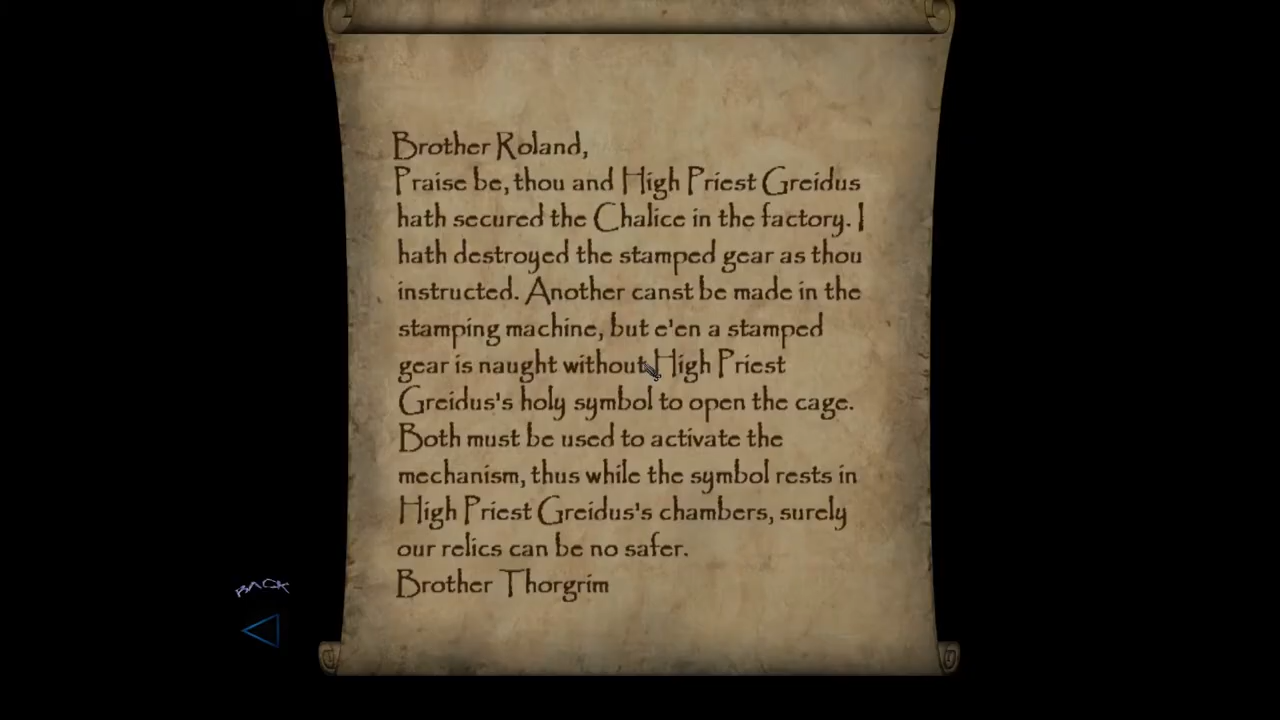 Brother Roland,
Praise be, thou and High Priest Greidus
hath secured the Chalice in the factory. I
hath destroyed the stamped gear as thou
instructed. Another canst be made in the
stamping machine, but e'en a stamped
gear is naught without High Priest
Greidus's holy symbol to open the cage.
Both must be used to activate the
mechanism, thus while the symbol rests in
High Priest Greidus's chambers, surely
our relics can be no safer.
Brother Thorgrim
BACK